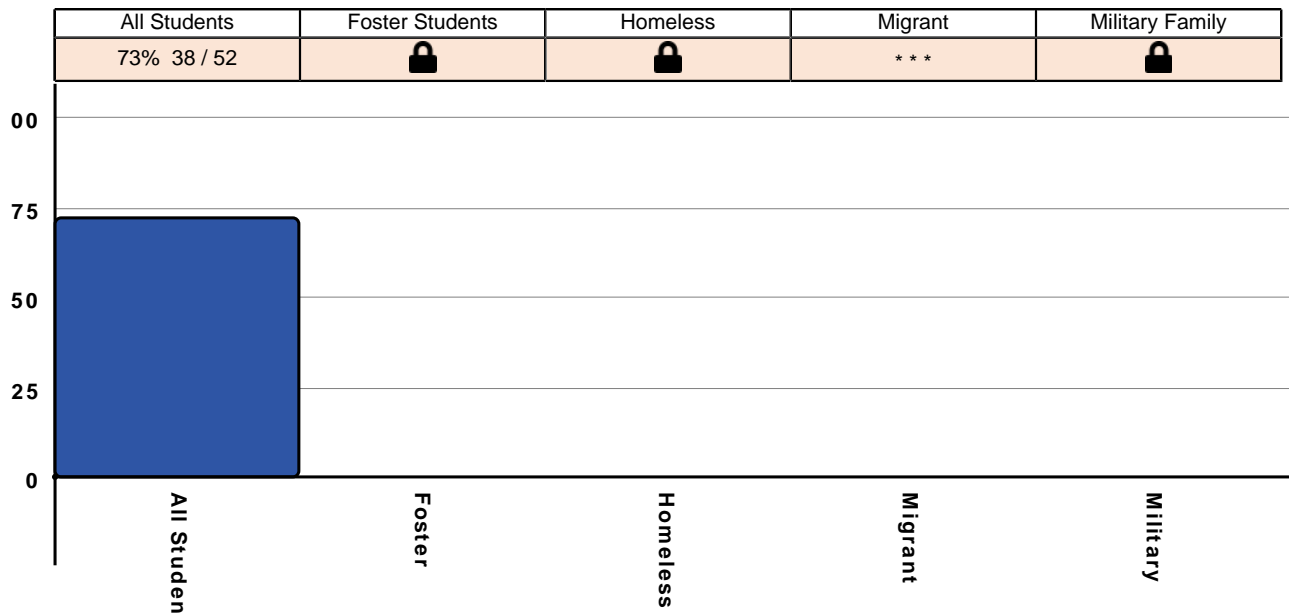 All Students Foster Students Homeless Migrant Military Family
73% 38 / 52 * * *
00
75
50
25
0
All Studen
Foster
Homeless
Migrant
Military